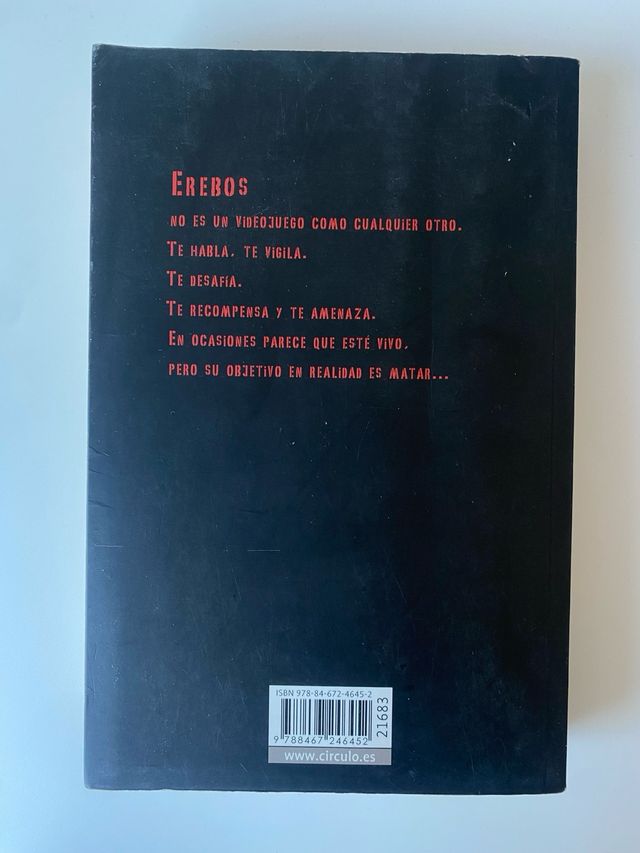 EREBOS
NO ES UN VIDEOJUEGO COMO CUALQUIER OTRO.
TE HABLA, TE VIGILA.
TE DESAFÍA.
TE RECOMPENSA Y TE AMENAZA.
EN OCASIONES PARECE QUE ESTÉ VIVO,
PERO SU OBJETIVO EN REALIDAD ES MATAR...
ISBN 978-84-672-4645-2
21683
9 788467 246452
www.circulo.es